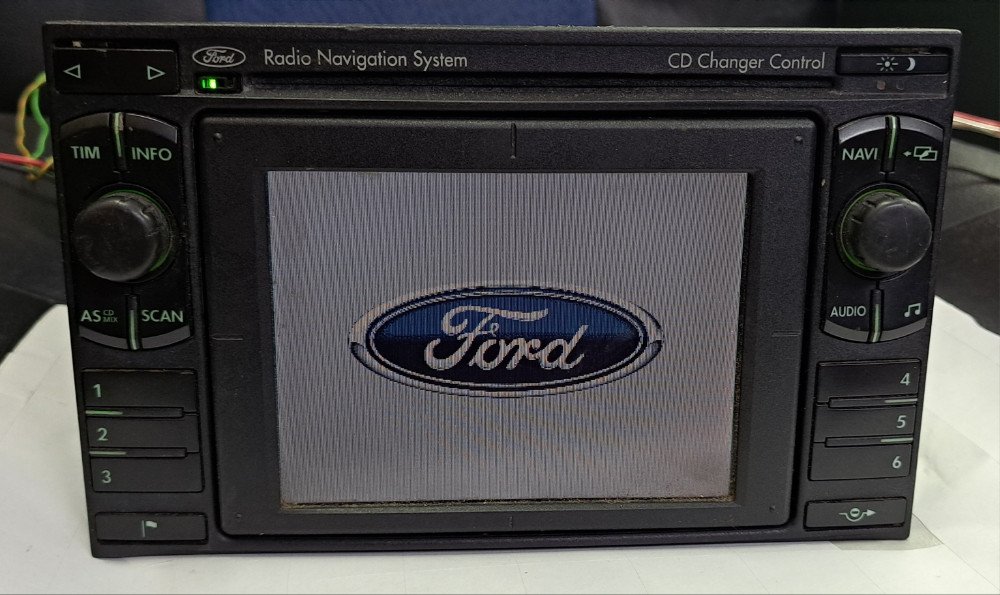 Ford Radio Navigation System CD Changer Control
TIM INFO
NAVI
AS CD MIX SCAN
AUDIO
Ford
1
2
3
4
5
6